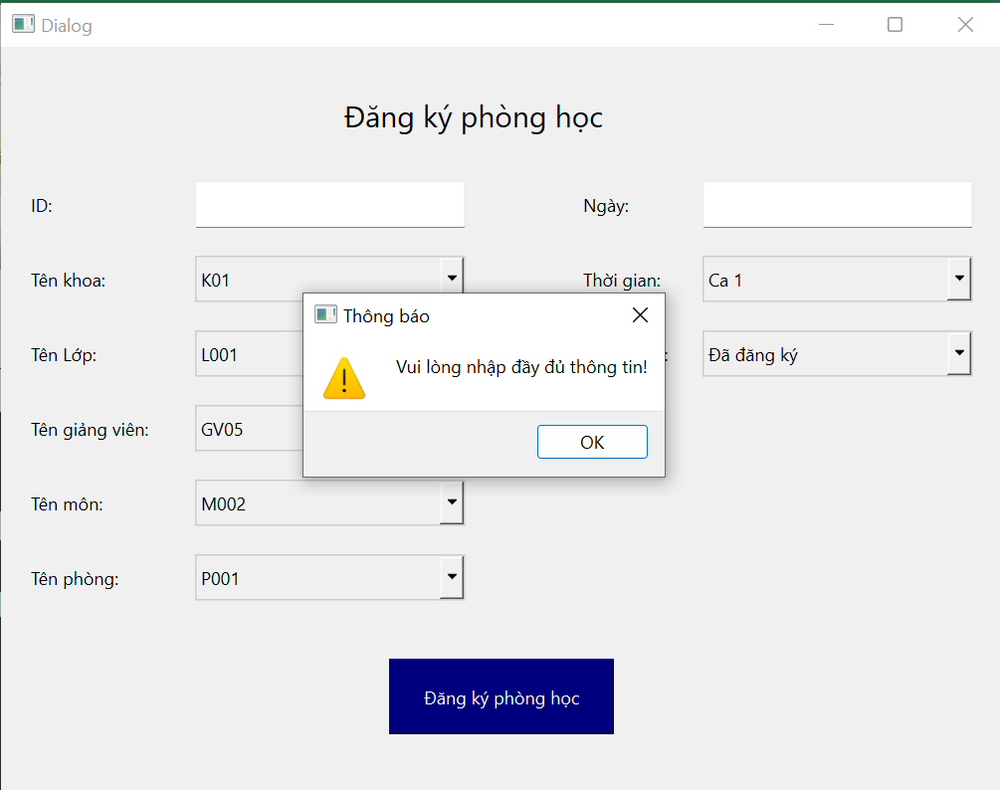 Dialog
Đăng ký phòng học
ID:
Ngày:
Tên khoa: K01
Thời gian: Ca 1
Thông báo
Vui lòng nhập đầy đủ thông tin!
OK
Tên Lớp: L001
: Đã đăng ký
Tên giảng viên: GV05
Tên môn: M002
Tên phòng: P001
Đăng ký phòng học